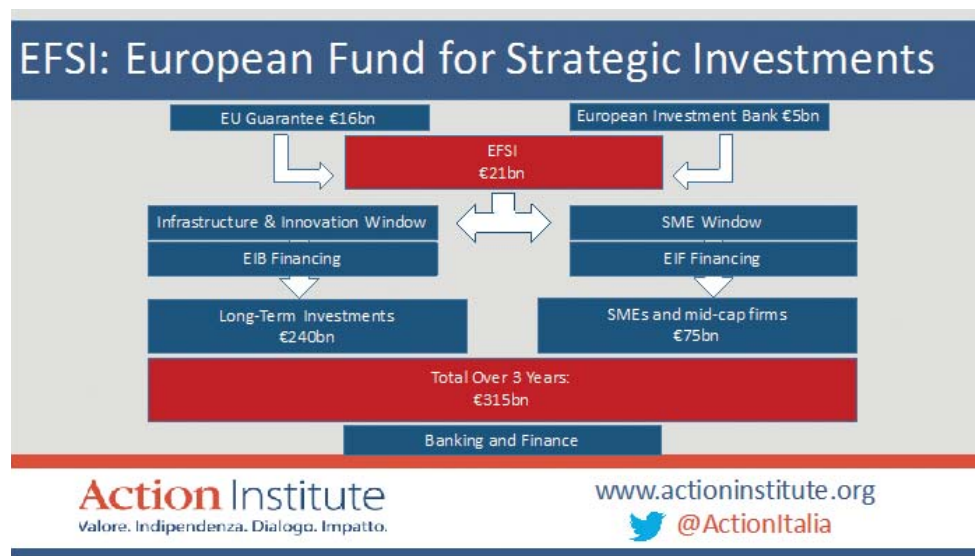 EFSI: European Fund for Strategic Investments
EU Guarantee €16bn
European Investment Bank €5bn
EFSI
€21bn
Infrastructure & Innovation Window
SME Window
EIB Financing
EIF Financing
Long-Term Investments
€240bn
SMEs and mid-cap firms
€75bn
Total Over 3 Years:
€315bn
Banking and Finance
Action Institute
Valore. Indipendenza. Dialogo. Impatto.
www.actioninstitute.org
@ActionItalia